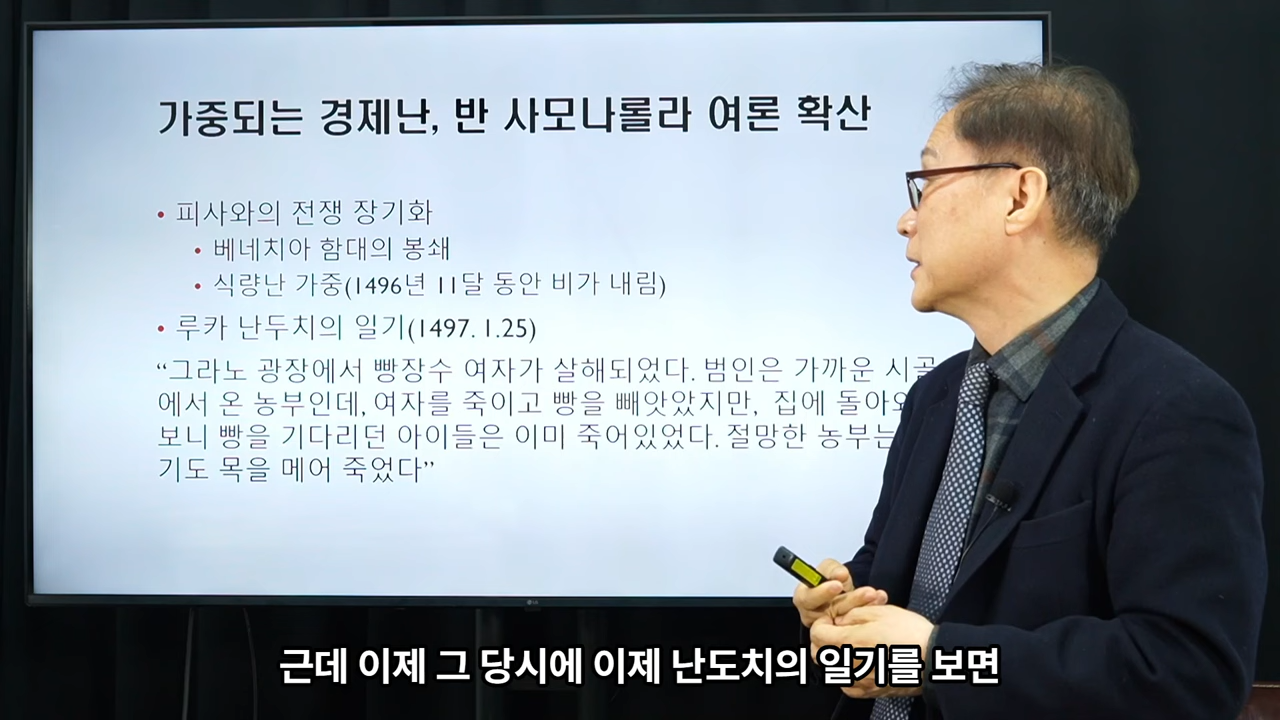 가중되는 경제난, 반 사모나롤라 여론 확산
• 피사와의 전쟁 장기화
• 베네치아 함대의 봉쇄
• 식량난 가중(1496년 11달 동안 비가 내림)
• 루카 난두치의 일기(1497. 1.25)
“그라노 광장에서 빵장수 여자가 살해되었다. 범인은 가까운 시골
에서 온 농부인데, 여자를 죽이고 빵을 빼앗았지만, 집에 돌아와
보니 빵을 기다리던 아이들은 이미 죽어있었다. 절망한 농부는
기도 목을 메어 죽었다”
LG
근데 이제 그 당시에 이제 난도치의 일기를 보면